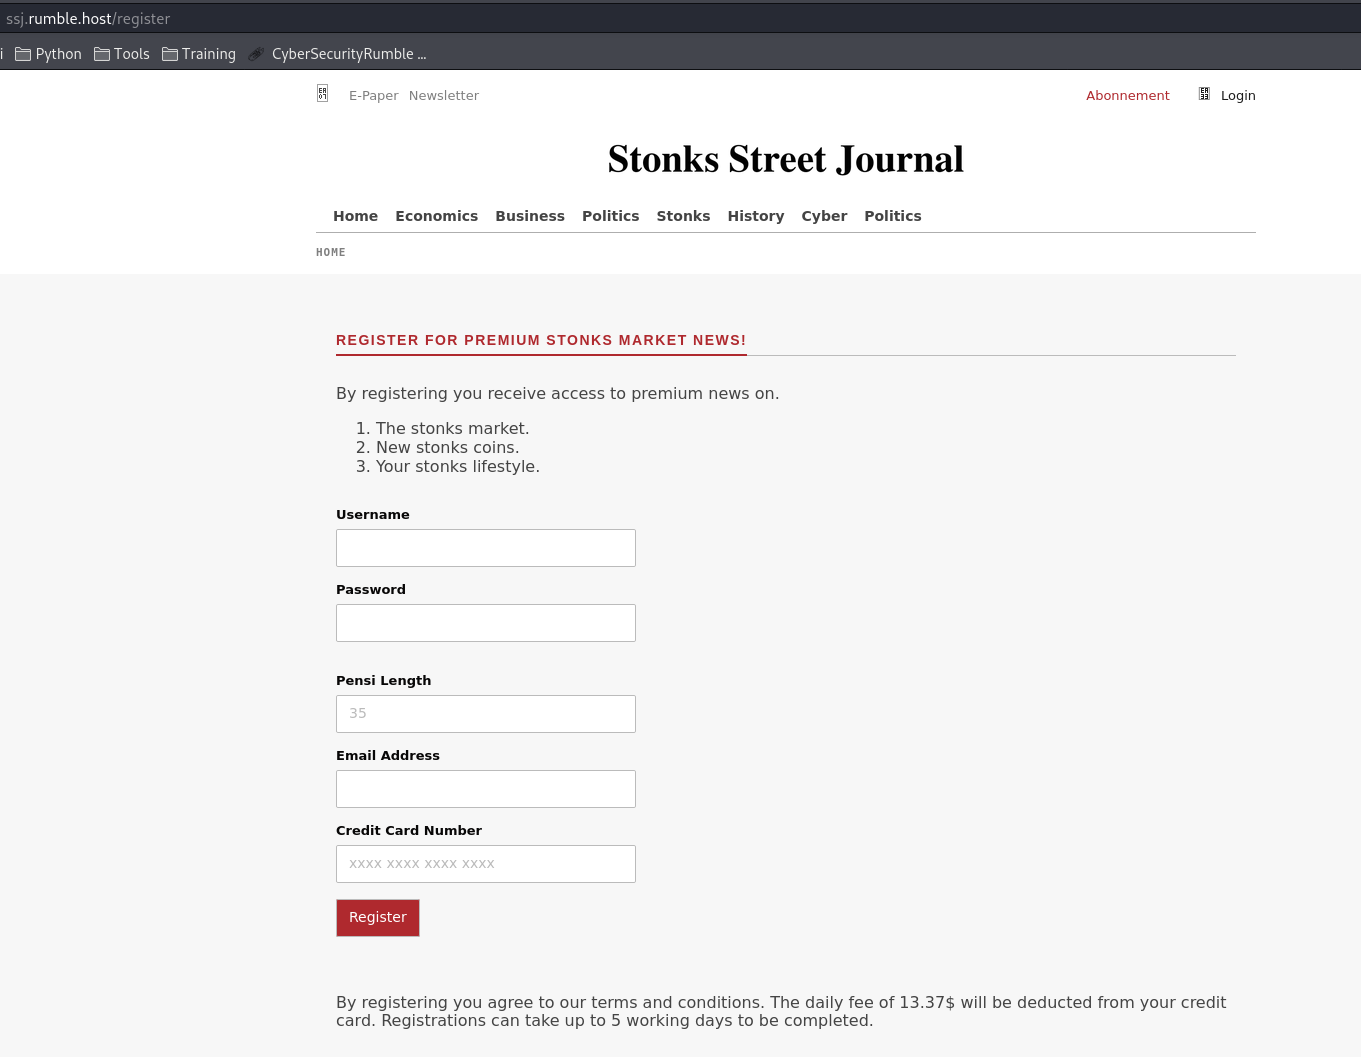 ssj.rumble.host/register
i Python Tools Training CyberSecurityRumble ...
E-Paper Newsletter Abonnement Login
Stonks Street Journal
Home Economics Business Politics Stonks History Cyber Politics
HOME
REGISTER FOR PREMIUM STONKS MARKET NEWS!
By registering you receive access to premium news on.
1. The stonks market.
2. New stonks coins.
3. Your stonks lifestyle.
Username
Password
Pensi Length
35
Email Address
Credit Card Number
xxxx xxxx xxxx xxxx
Register
By registering you agree to our terms and conditions. The daily fee of 13.37$ will be deducted from your credit
card. Registrations can take up to 5 working days to be completed.